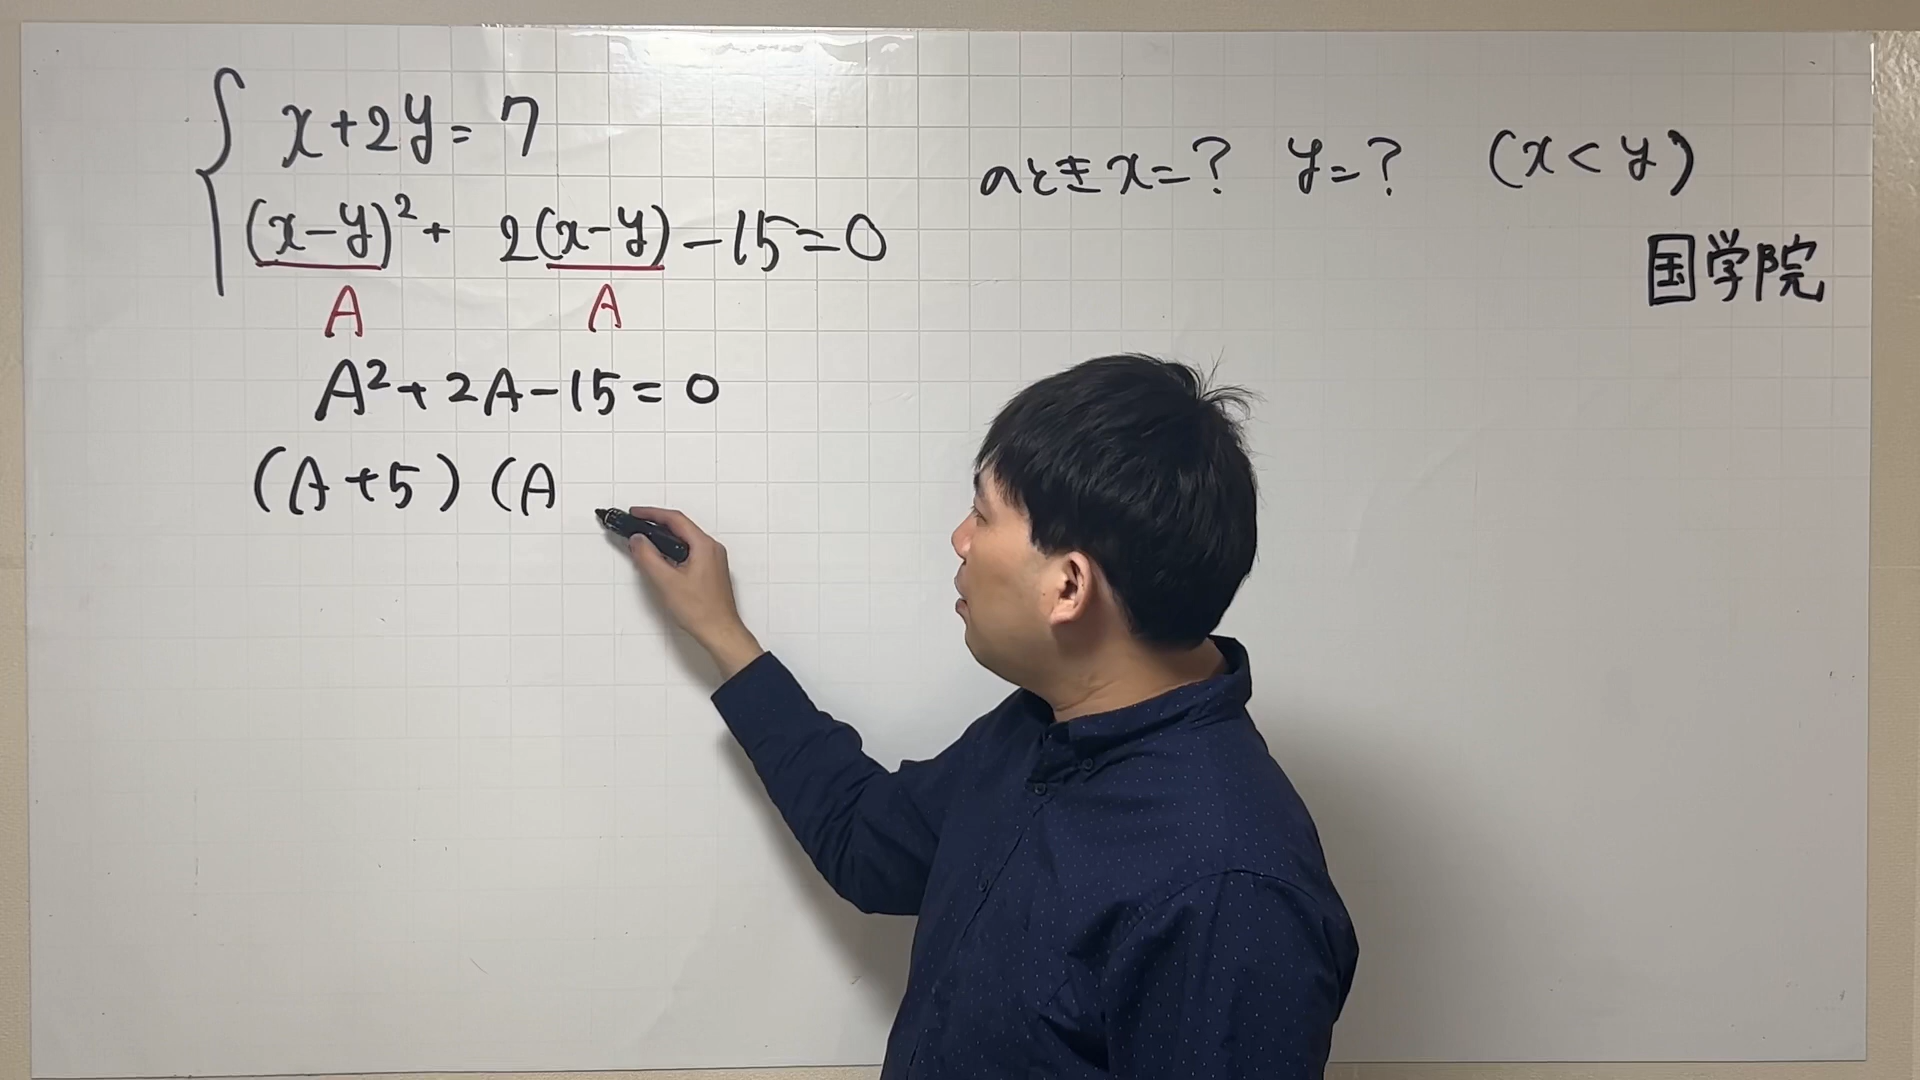 x+2y=7
(x-y)²+ 2(x-y)-15=0
A A
のときx=? y=? (x<y)
国学院
A²+2A-15=0
(A+5)(A